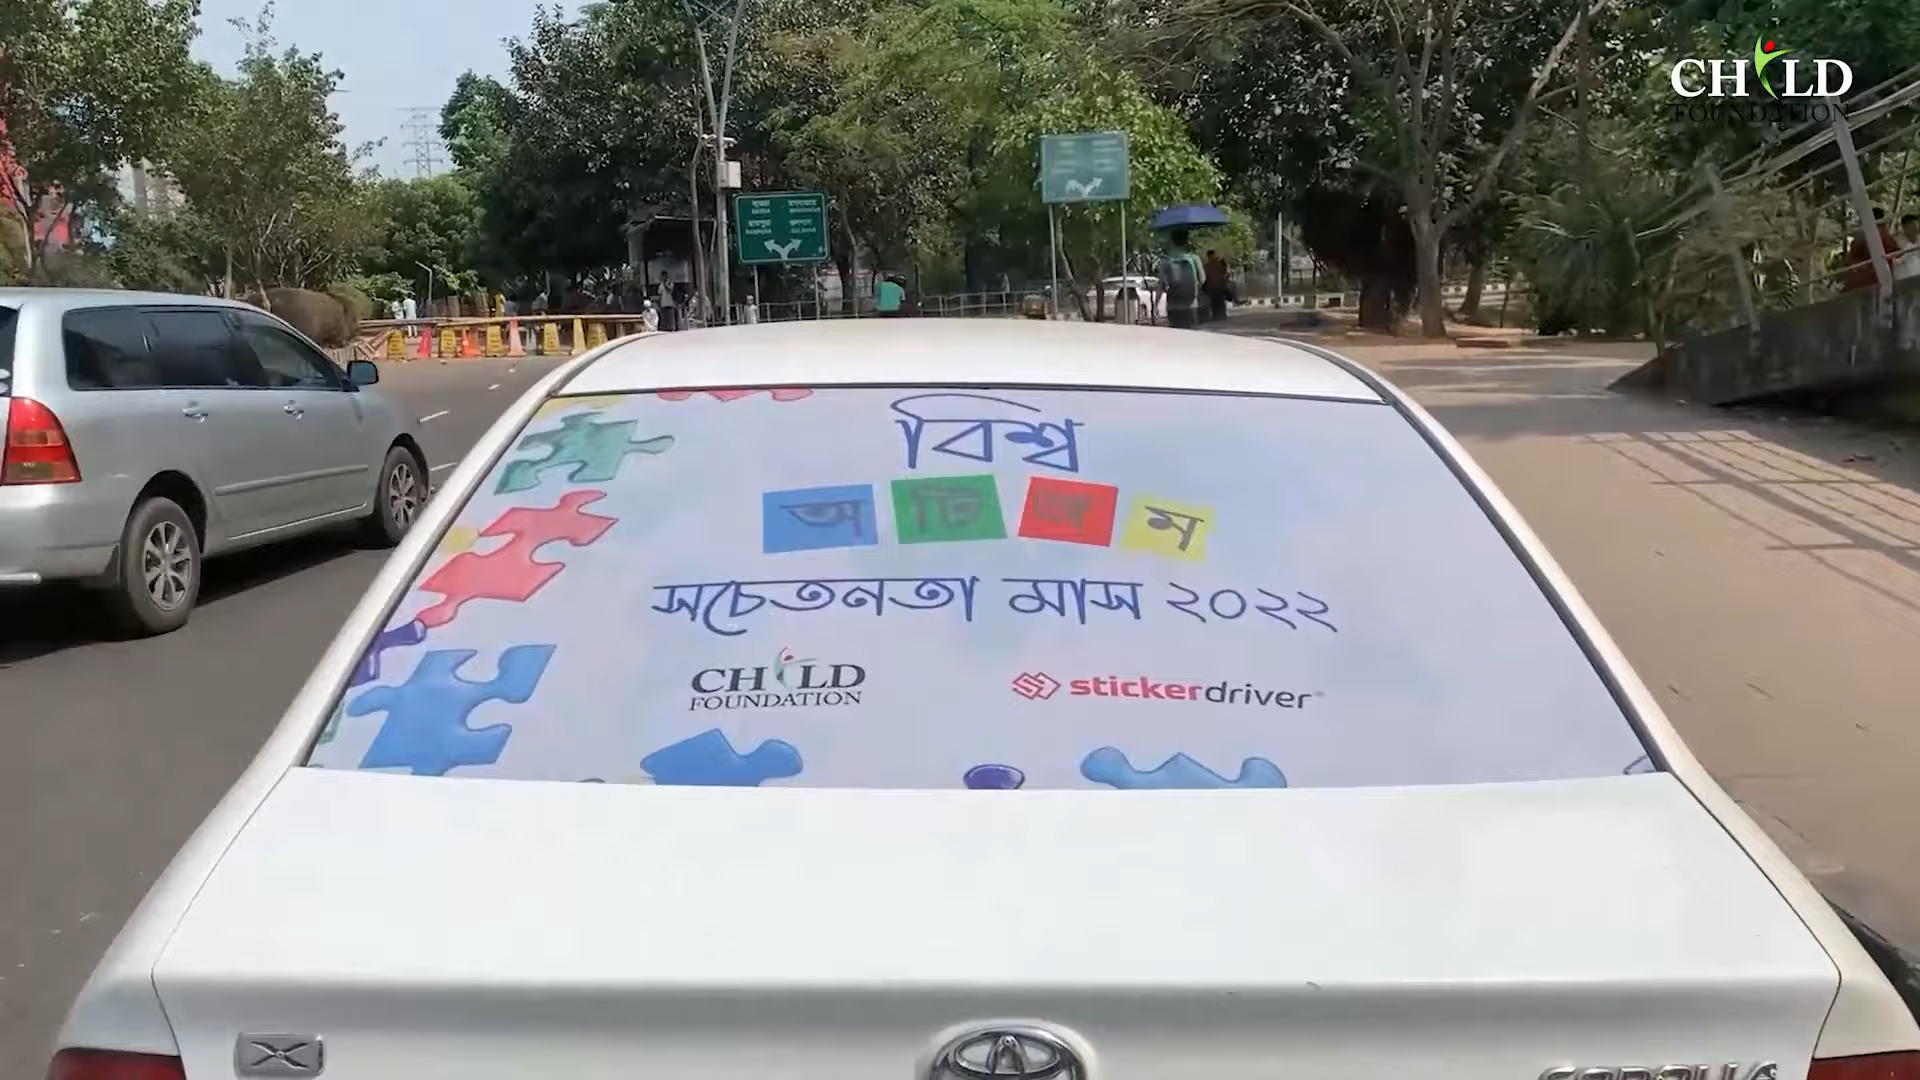 CHILD
FOUNDATION
বিশ্ব
অটিজম
সচেতনতা মাস ২০২২
CHILD
FOUNDATION
stickerdriver
X
COROLLA